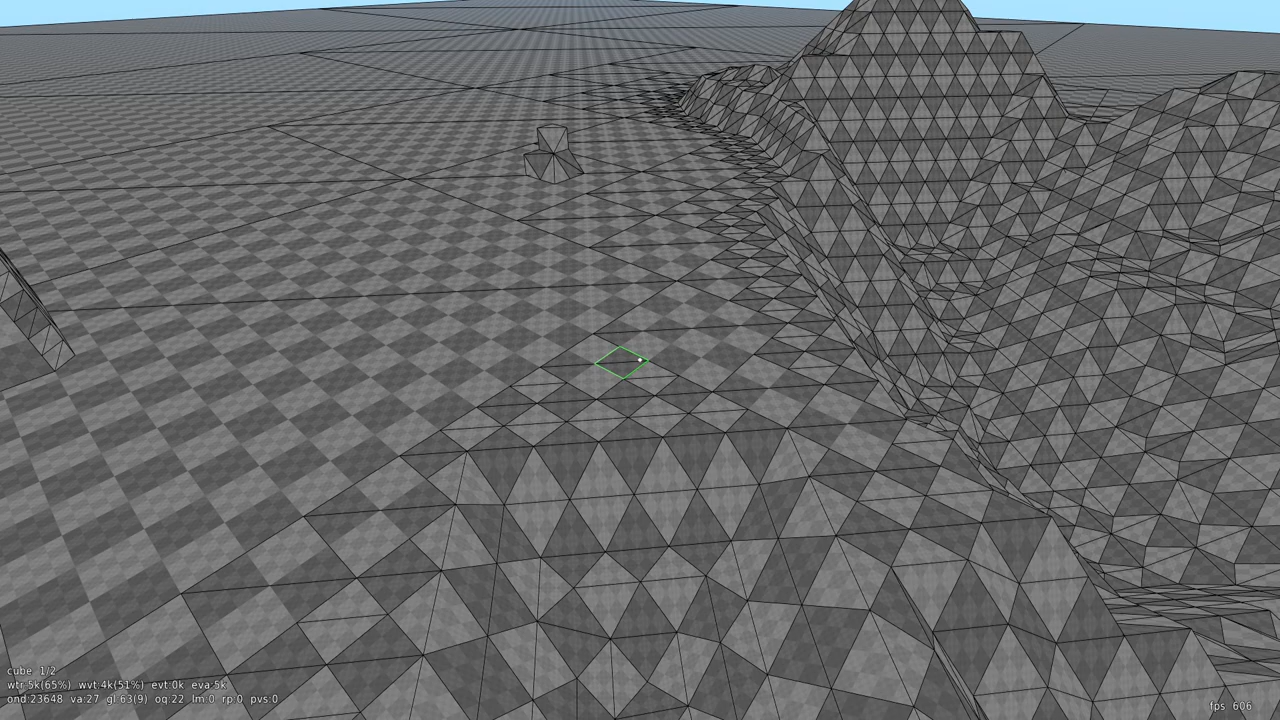 cube 1/2
wtr:5k(65%) wvt:4k(51%) evt:0k eva:5k
ond:23648 va:27 gl:63(9) oq:22 lm:0 rp:0 pvs:0
fps 606